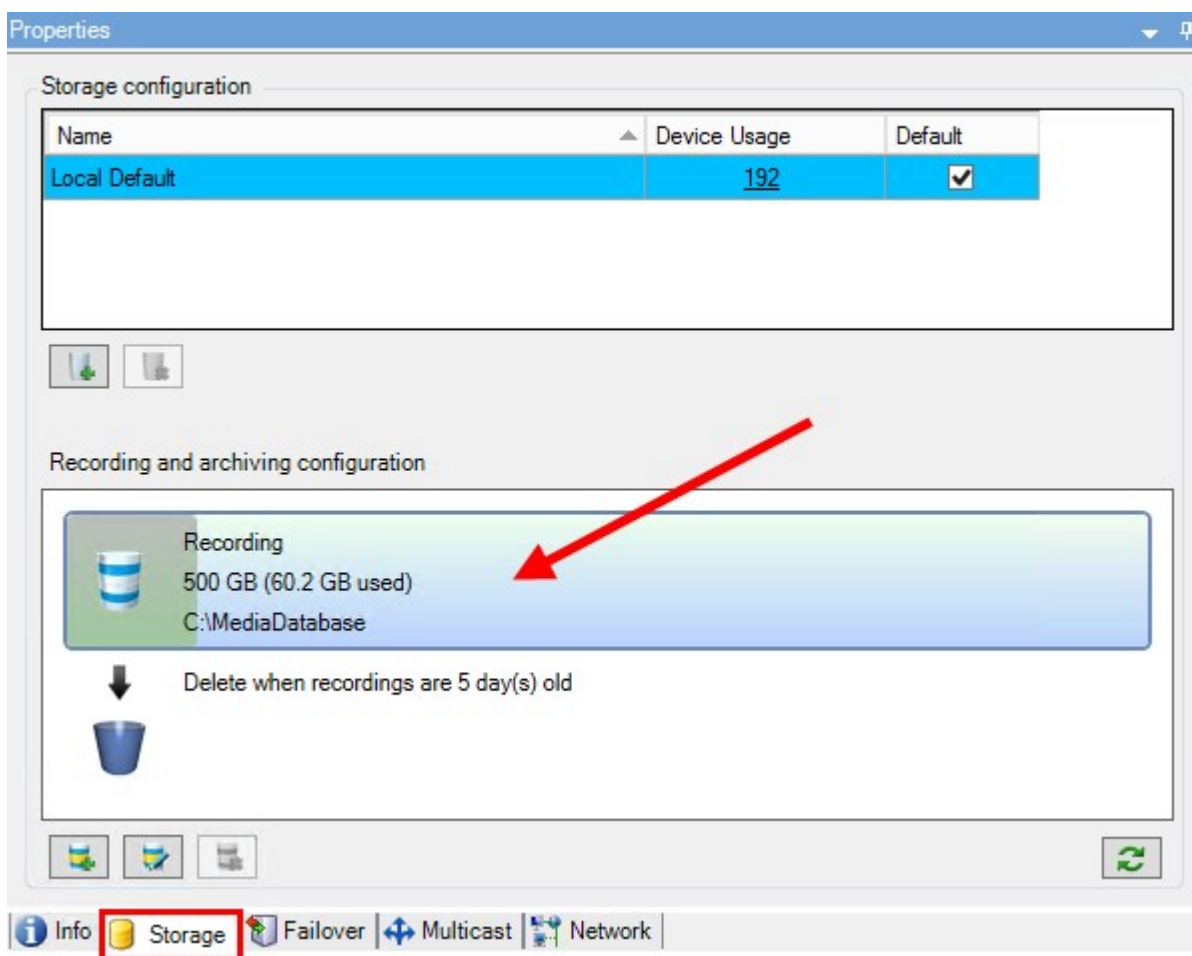 Properties
Storage configuration
Name Device Usage Default
Local Default 192
Recording and archiving configuration
Recording
500 GB (60.2 GB used)
C:\MediaDatabase
Delete when recordings are 5 day(s) old
Info Storage Failover Multicast Network